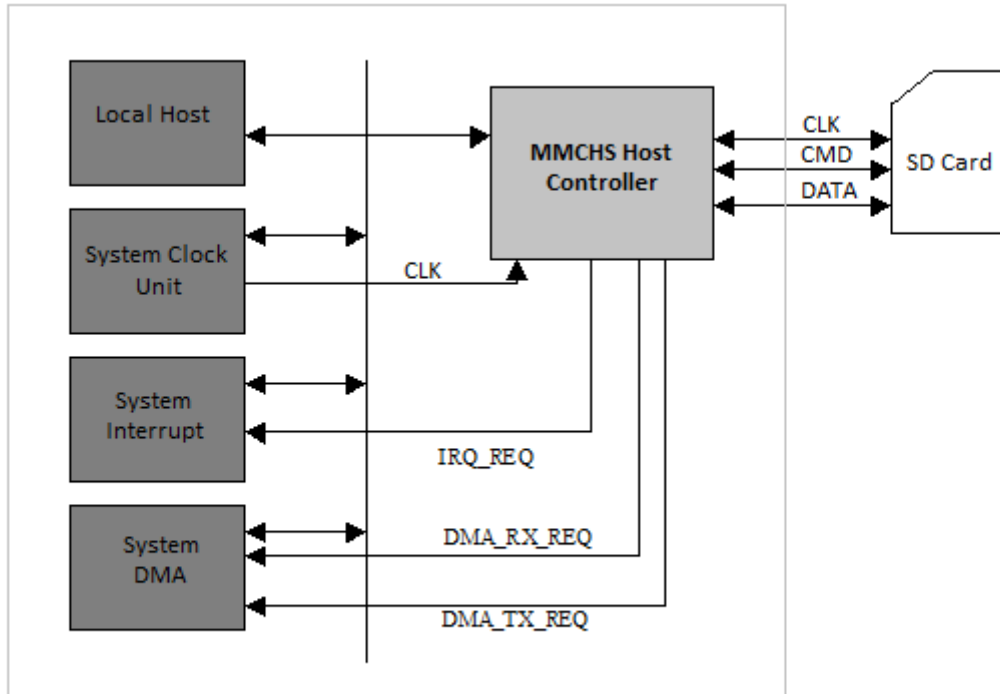 Local Host
MMCHS Host
Controller
CLK
CMD
DATA
SD Card
System Clock
Unit
CLK
System
Interrupt
IRQ_REQ
System
DMA
DMA_RX_REQ
DMA_TX_REQ